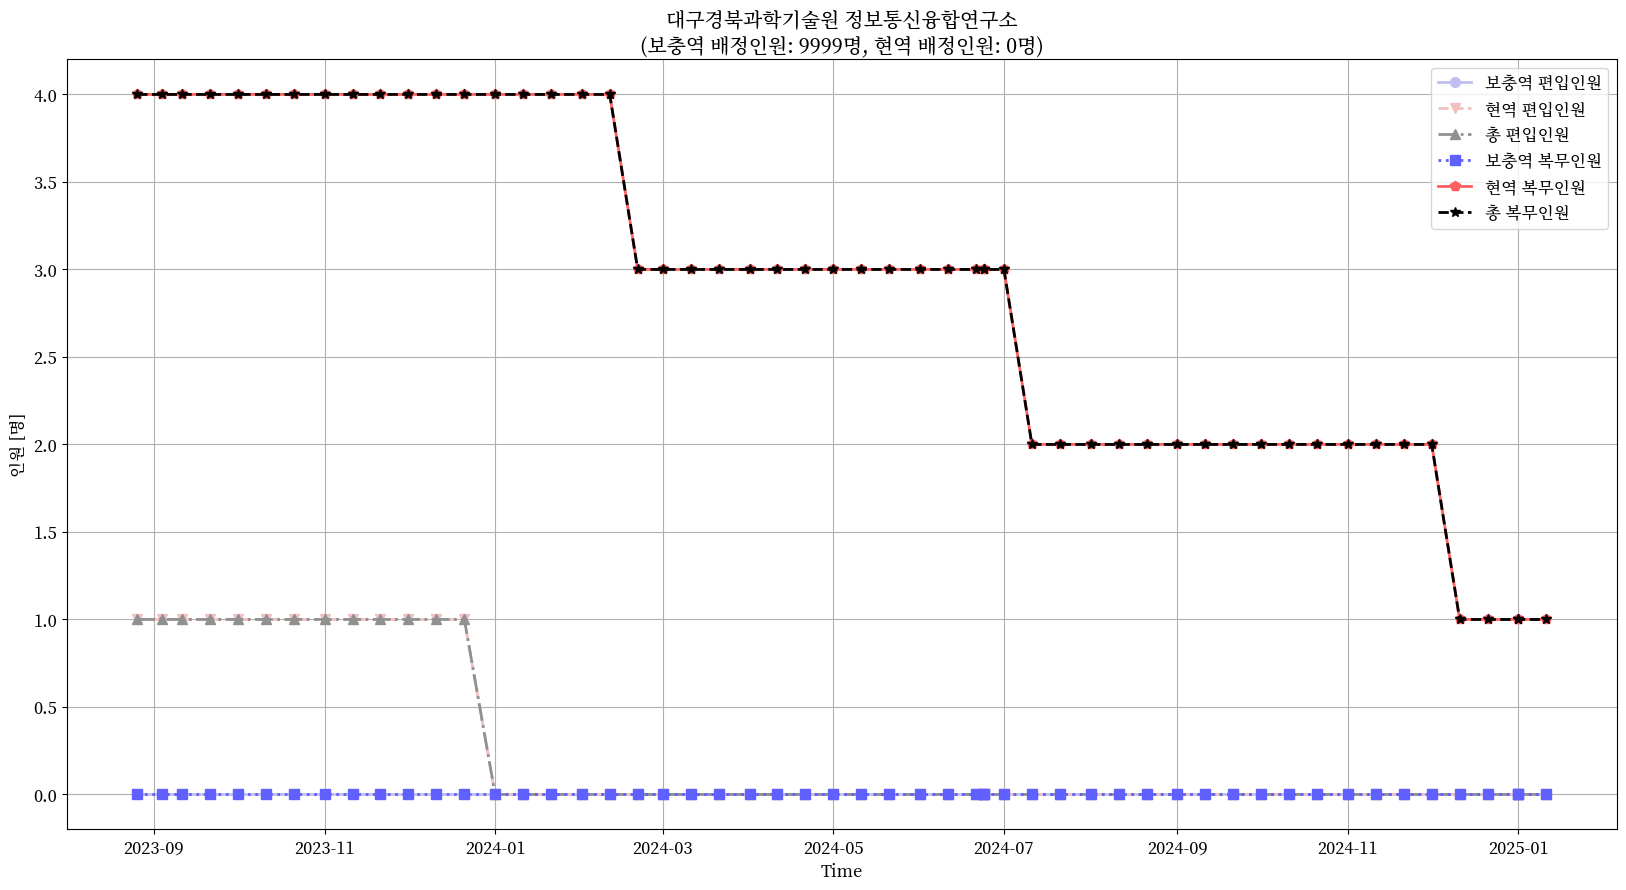 대구경북과학기술원 정보통신융합연구소
(보충역 배정인원: 9999명, 현역 배정인원: 0명)
보충역 편입인원
현역 편입인원
총 편입인원
보충역 복무인원
현역 복무인원
총 복무인원
인원 [명]
4.0
3.5
3.0
2.5
2.0
1.5
1.0
0.5
0.0
2023-09 2023-11 2024-01 2024-03 2024-05 2024-07 2024-09 2024-11 2025-01
Time